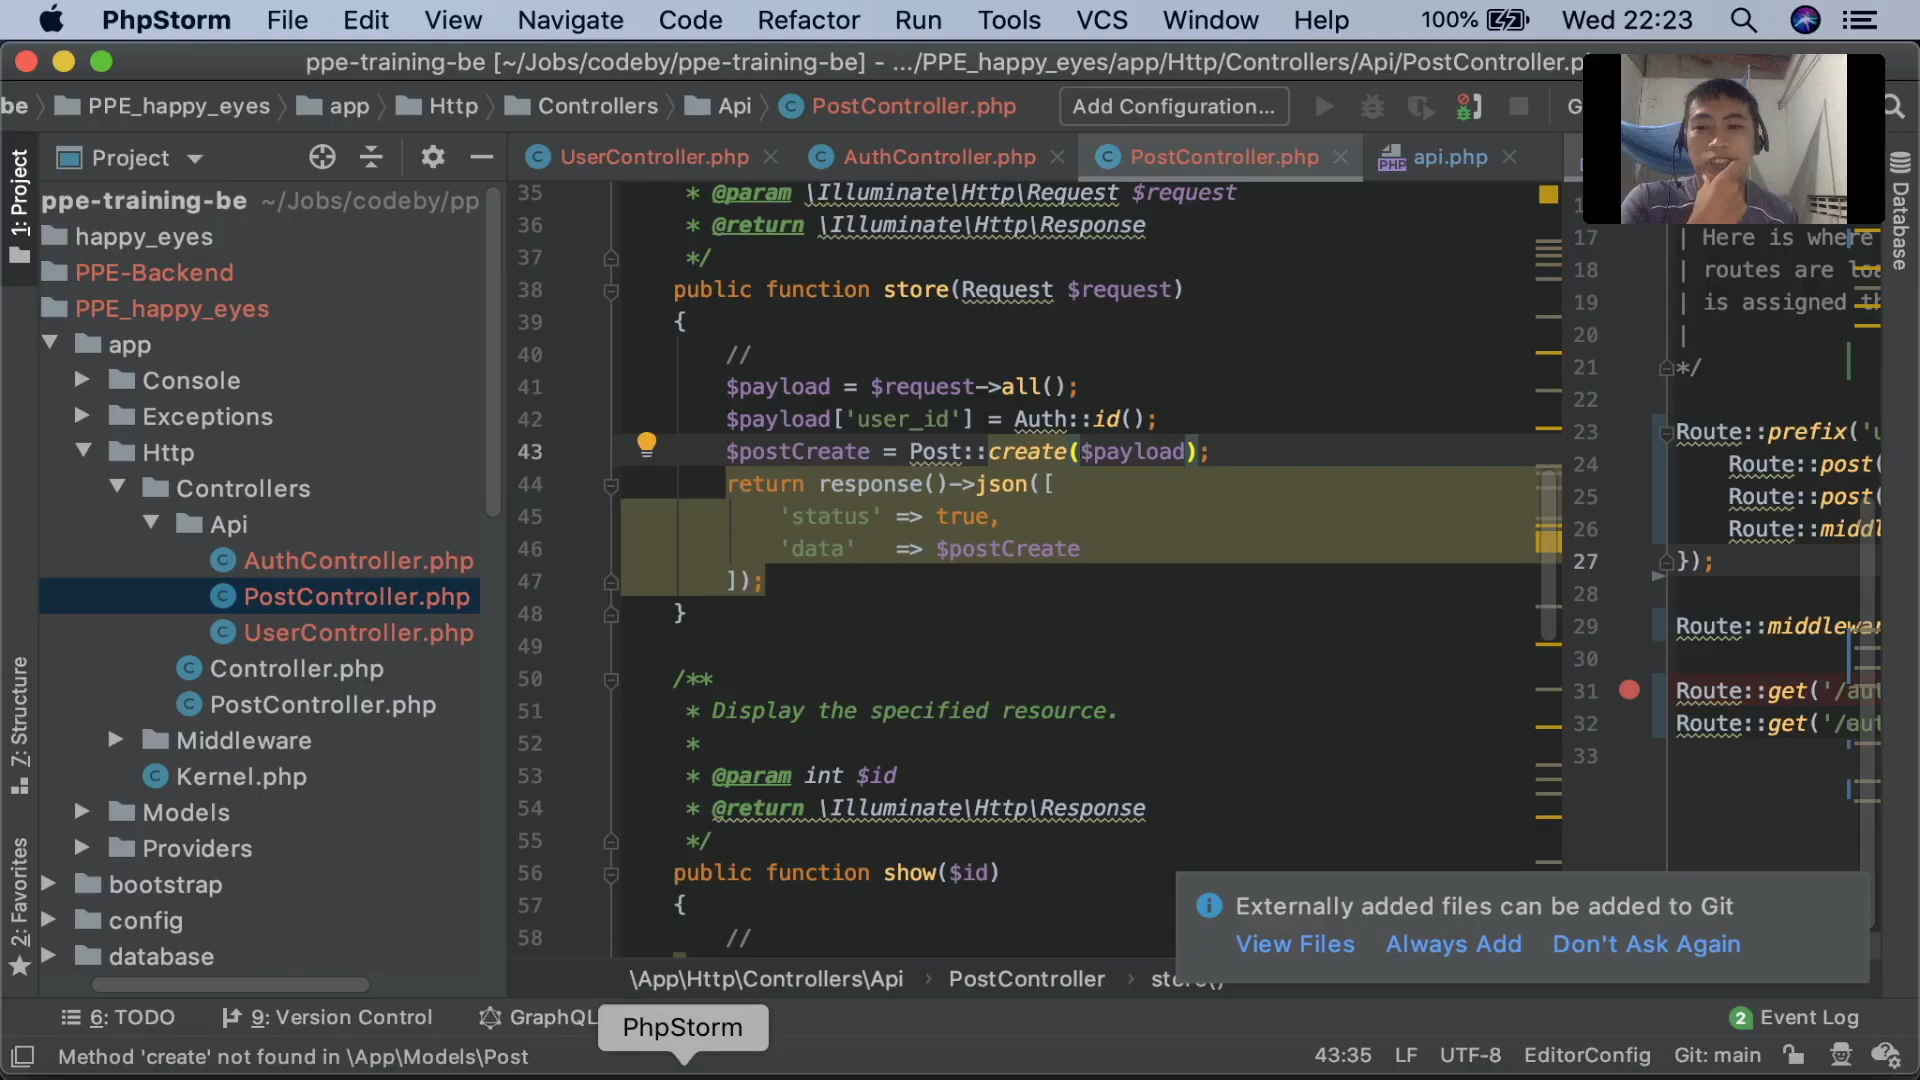 PhpStorm File Edit View Navigate Code Refactor Run Tools VCS Window Help 100% Wed 22:23
ppe-training-be [~/Jobs/codeby/ppe-training-be] - .../PPE_happy_eyes/app/Http/Controllers/Api/PostController.p
be PPE_happy_eyes app Http Controllers Api PostController.php Add Configuration... G
Project
UserController.php AuthController.php PostController.php api.php
1: Project
Z: Structure
2: Favorites
Database
ppe-training-be ~/Jobs/codeby/pp
happy_eyes
PPE-Backend
PPE_happy_eyes
app
Console
Exceptions
Http
Controllers
Api
AuthController.php
PostController.php
UserController.php
Controller.php
PostController.php
Middleware
Kernel.php
Models
Providers
bootstrap
config
database
35 * @param \Illuminate\Http\Request $request
36 * @return \Illuminate\Http\Response
37 */
38 public function store(Request $request)
39 {
40 //
41 $payload = $request->all();
42 $payload['user_id'] = Auth::id();
43 $postCreate = Post::create($payload);
44 return response()->json([
45 'status' => true,
46 'data' => $postCreate
47 ]);
48 }
49
50 /**
51 * Display the specified resource.
52 *
53 * @param int $id
54 * @return \Illuminate\Http\Response
55 */
56 public function show($id)
57 {
58 //
17 | Here is where
18 | routes are lo
19 | is assigned th
20 |
21 */
22
23 Route::prefix('u
24 Route::post(
25 Route::post(
26 Route::middl
27 });
28
29 Route::middlewar
30
31 Route::get('/aut
32 Route::get('/aut
33
Externally added files can be added to Git
View Files Always Add Don't Ask Again
\App\Http\Controllers\Api PostController store()
6: TODO 9: Version Control GraphQL PhpStorm 2 Event Log
Method 'create' not found in \App\Models\Post 43:35 LF UTF-8 EditorConfig Git: main